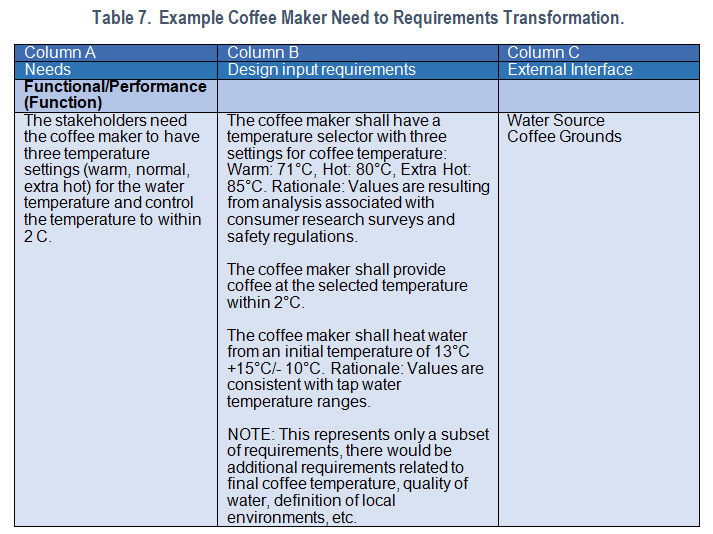 Table 7. Example Coffee Maker Need to Requirements Transformation.
Column A
Column B
Column C
Needs
Design input requirements
External Interface
Functional/Performance
(Function)
The stakeholders need
the coffee maker to have
three temperature
settings (warm, normal,
extra hot) for the water
temperature and control
the temperature to within
2 C.
The coffee maker shall have a
temperature selector with three
settings for coffee temperature:
Warm: 71°C, Hot: 80°C, Extra Hot:
85°C. Rationale: Values are resulting
from analysis associated with
consumer research surveys and
safety regulations.
The coffee maker shall provide
coffee at the selected temperature
within 2°C.
The coffee maker shall heat water
from an initial temperature of 13°C
+15°C/- 10°C. Rationale: Values are
consistent with tap water
temperature ranges.
NOTE: This represents only a subset
of requirements, there would be
additional requirements related to
final coffee temperature, quality of
water, definition of local
environments, etc.
Water Source
Coffee Grounds